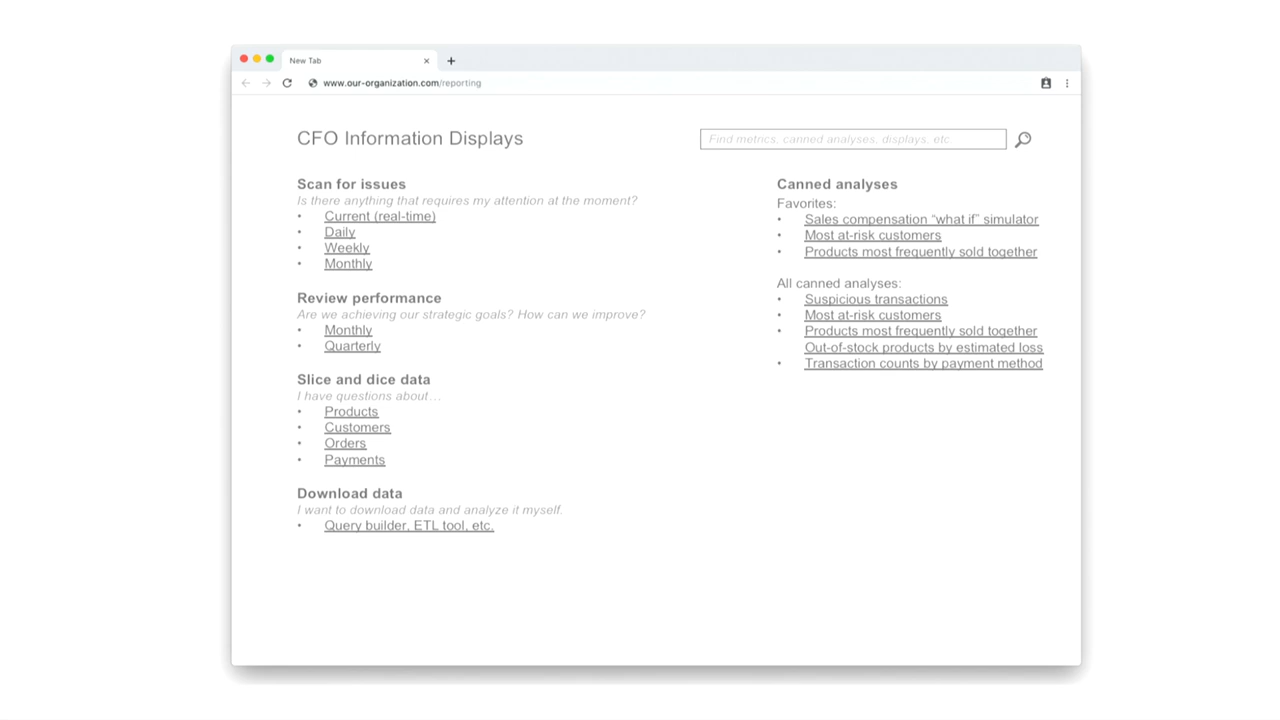 New Tab
www.our-organization.com/reporting
CFO Information Displays
Find metrics, canned analyses, displays, etc.
Scan for issues
Is there anything that requires my attention at the moment?
• Current (real-time)
• Daily
• Weekly
• Monthly
Review performance
Are we achieving our strategic goals? How can we improve?
• Monthly
• Quarterly
Slice and dice data
I have questions about…
• Products
• Customers
• Orders
• Payments
Download data
I want to download data and analyze it myself.
• Query builder, ETL tool, etc.
Canned analyses
Favorites:
• Sales compensation “what if” simulator
• Most at-risk customers
• Products most frequently sold together
All canned analyses:
• Suspicious transactions
• Most at-risk customers
• Products most frequently sold together
Out-of-stock products by estimated loss
• Transaction counts by payment method